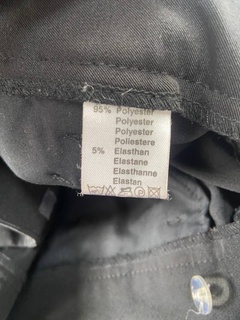 95% Polyester
Polyester
Polyester
Poliestere
5% Elasthan
Elastane
Elasthanne
Elastan